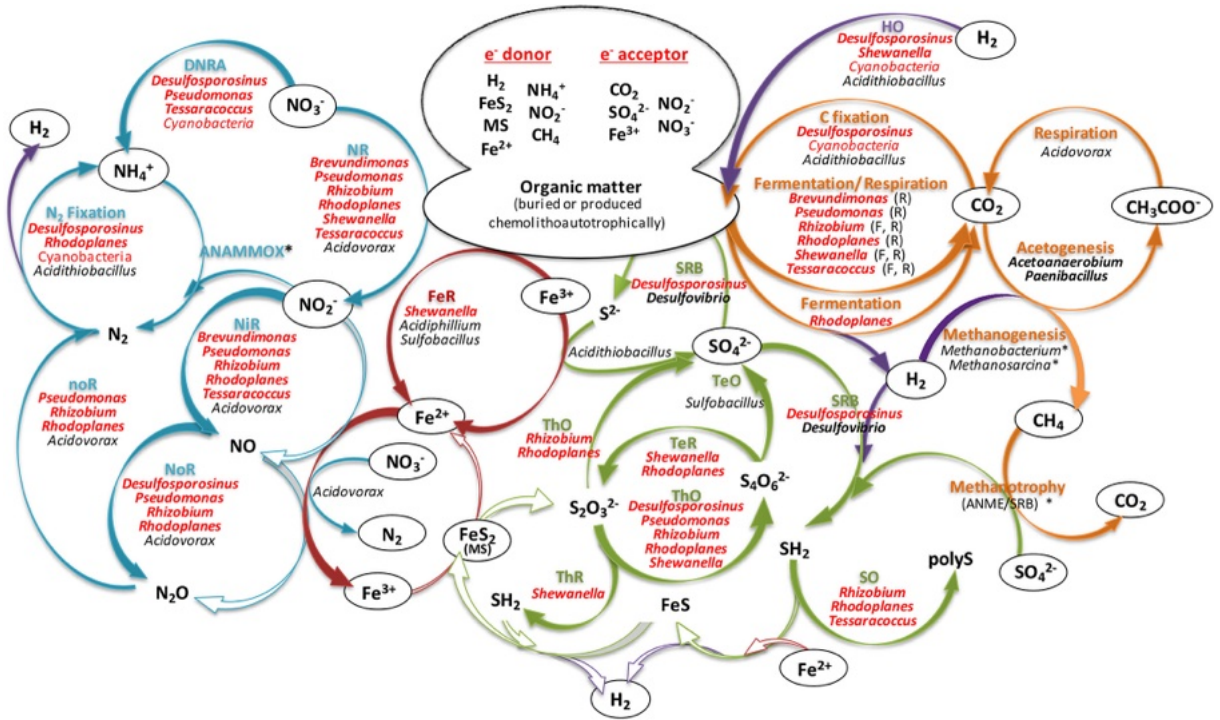 e⁻ donor
H₂
FeS₂
MS
Fe²⁺
NH₄⁺
NO₂⁻
CH₄
e⁻ acceptor
CO₂
SO₄²⁻
Fe³⁺
NO₂⁻
NO₃⁻
Organic matter
(buried or produced
chemolithoautotrophically)
DNRA
Desulfosporosinus
Pseudomonas
Tessaracoccus
Cyanobacteria
NO₃⁻
H₂
NH₄⁺
NR
Brevundimonas
Pseudomonas
Rhizobium
Rhodoplanes
Shewanella
Tessaracoccus
Acidovorax
N₂ Fixation
Desulfosporosinus
Rhodoplanes
Cyanobacteria
Acidithiobacillus
ANAMMOX*
NO₂⁻
N₂
NiR
Brevundimonas
Pseudomonas
Rhizobium
Rhodoplanes
Tessaracoccus
Acidovorax
noR
Pseudomonas
Rhizobium
Rhodoplanes
Acidovorax
NO
NoR
Desulfosporosinus
Pseudomonas
Rhizobium
Rhodoplanes
Acidovorax
N₂O
FeR
Shewanella
Acidiphillium
Sulfobacillus
Fe³⁺
Fe²⁺
NO₃⁻
Acidovorax
N₂
Fe³⁺
FeS₂
(MS)
S²⁻
SRB
Desulfosporosinus
Desulfovibrio
Acidithiobacillus
SO₄²⁻
TeO
Sulfobacillus
ThO
Rhizobium
Rhodoplanes
TeR
Shewanella
Rhodoplanes
S₂O₃²⁻
S₄O₆²⁻
ThO
Desulfosporosinus
Pseudomonas
Rhizobium
Rhodoplanes
Shewanella
ThR
Shewanella
SH₂
FeS
H₂
Fe²⁺
SRB
Desulfosporosinus
Desulfovibrio
SH₂
SO
Rhizobium
Rhodoplanes
Tessaracoccus
polyS
SO₄²⁻
HO
Desulfosporosinus
Shewanella
Cyanobacteria
Acidithiobacillus
H₂
C fixation
Desulfosporosinus
Cyanobacteria
Acidithiobacillus
Fermentation/Respiration
Brevundimonas (R)
Pseudomonas (R)
Rhizobium (F, R)
Rhodoplanes (R)
Shewanella (F, R)
Tessaracoccus (F, R)
Fermentation
Rhodoplanes
CO₂
Respiration
Acidovorax
CH₃COO⁻
Acetogenesis
Acetoanaerobium
Paenibacillus
H₂
Methanogenesis
Methanobacterium*
Methanosarcina*
CH₄
Methanotrophy
(ANME/SRB) *
CO₂